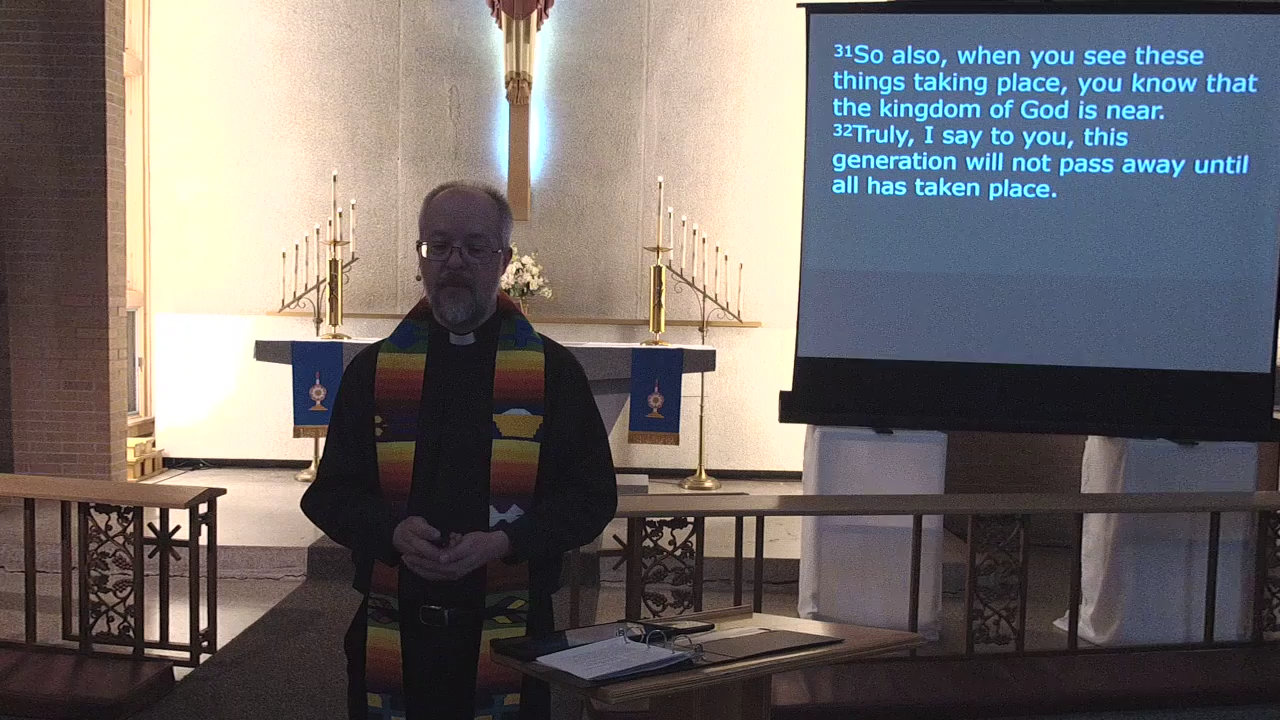 ³¹So also, when you see these
things taking place, you know that
the kingdom of God is near.
³²Truly, I say to you, this
generation will not pass away until
all has taken place.